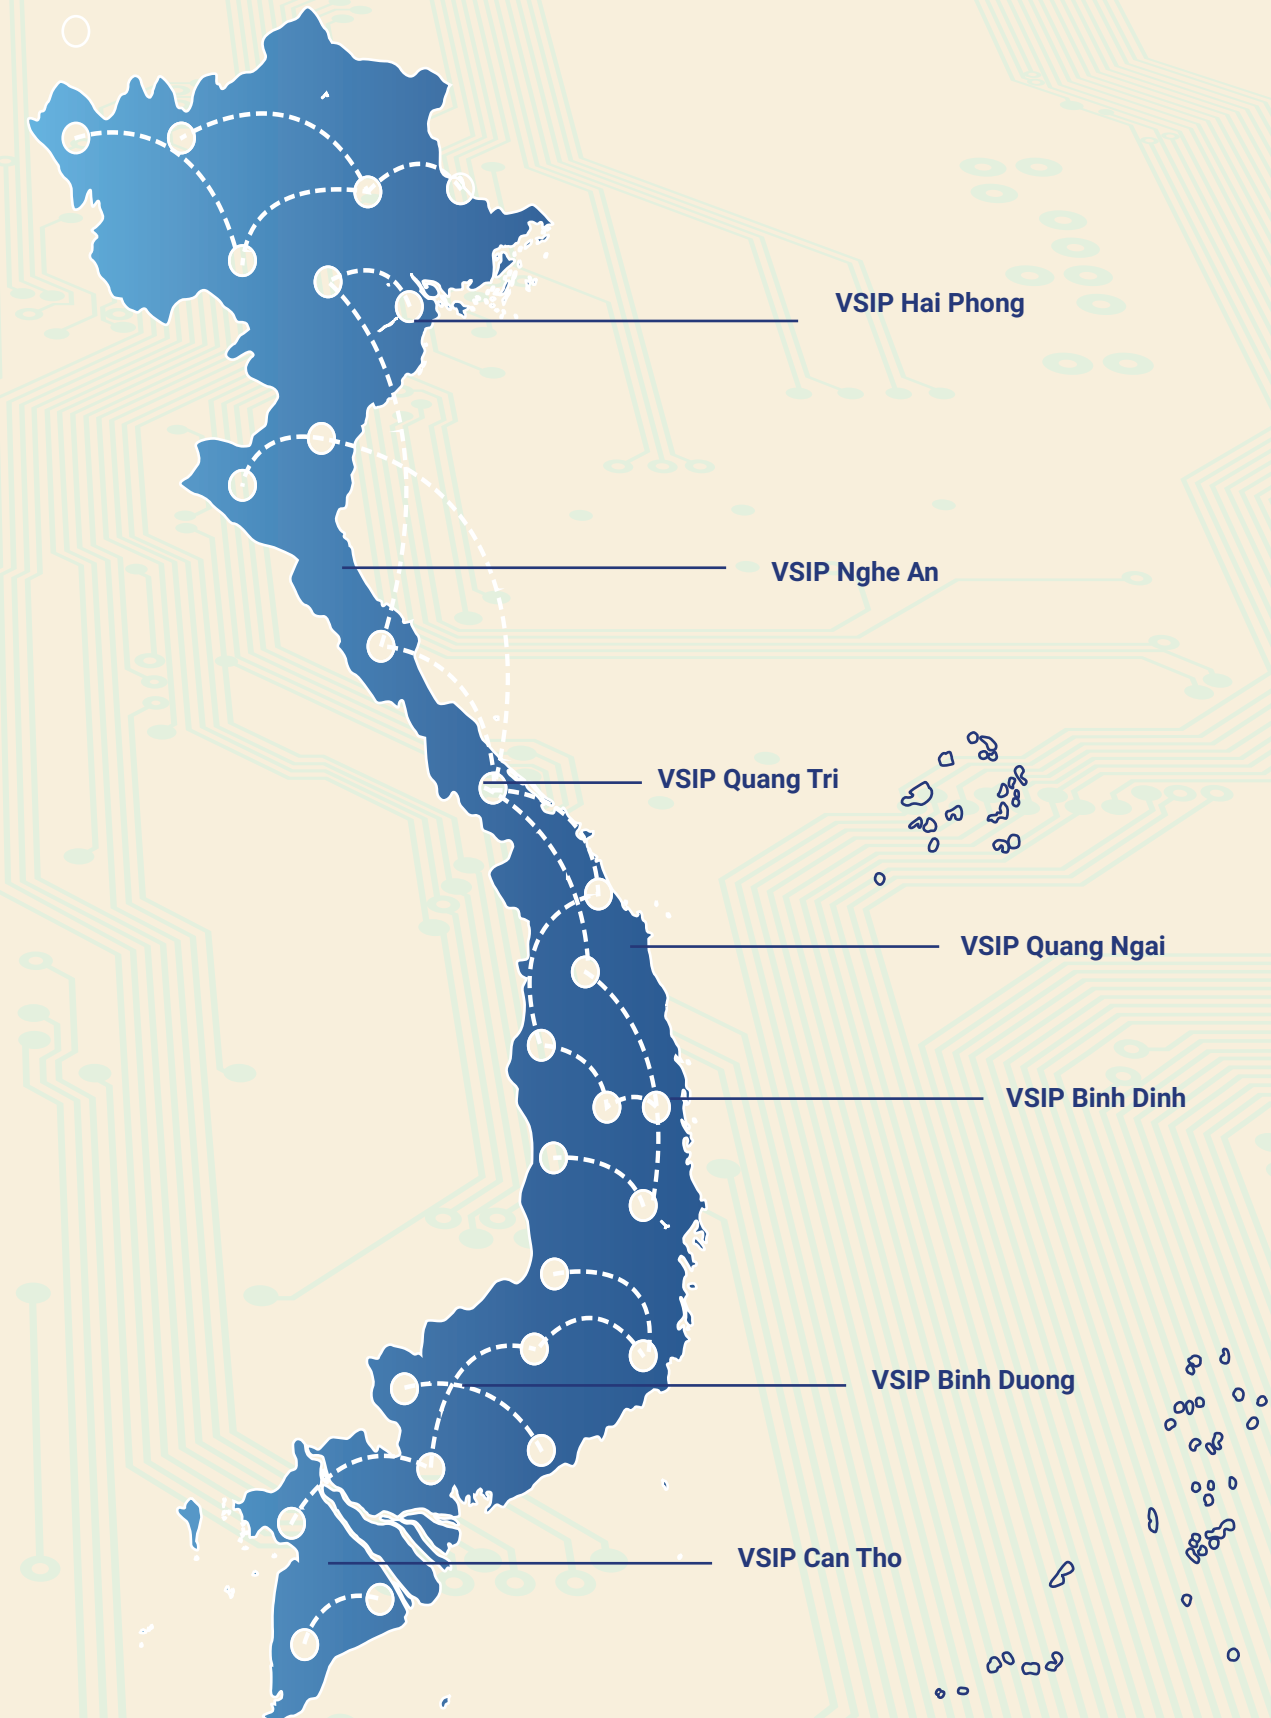 VSIP Hai Phong
VSIP Nghe An
VSIP Quang Tri
VSIP Quang Ngai
VSIP Binh Dinh
VSIP Binh Duong
VSIP Can Tho